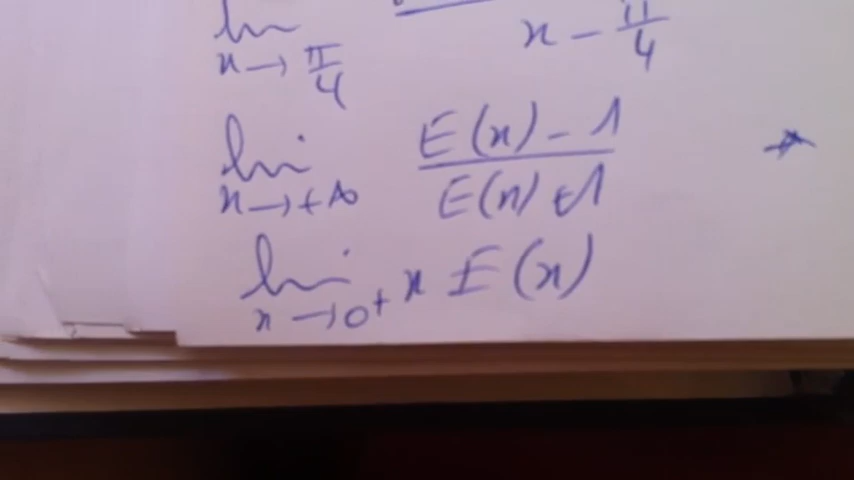 lim x→π/4 x - π/4
lim x→+∞ E(x) - 1 / E(x) + 1
lim x→0+ x E(x)